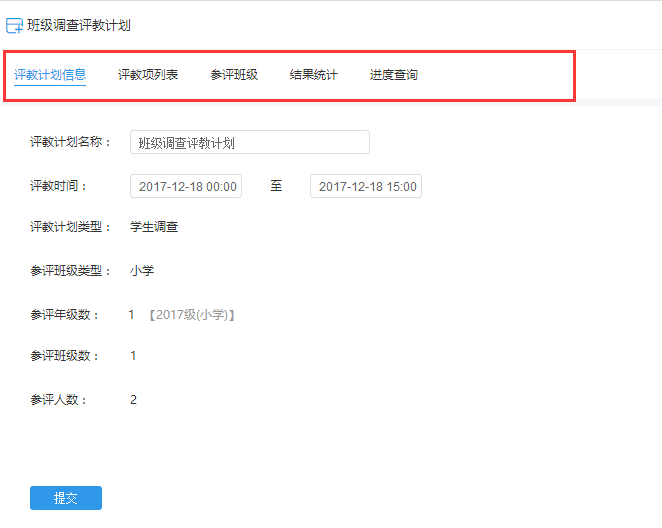 班级调查评教计划
评教计划信息 评教项列表 参评班级 结果统计 进度查询
评教计划名称： 班级调查评教计划
评教时间： 2017-12-18 00:00 至 2017-12-18 15:00
评教计划类型： 学生调查
参评班级类型： 小学
参评年级数： 1 【2017级(小学)】
参评班级数： 1
参评人数： 2
提交